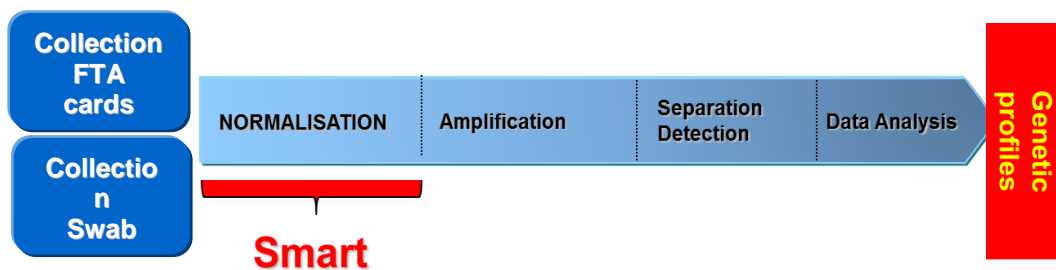 Collection
FTA
cards
Collectio
n
Swab
NORMALISATION
Amplification
Separation
Detection
Data Analysis
Genetic
profiles
Smart